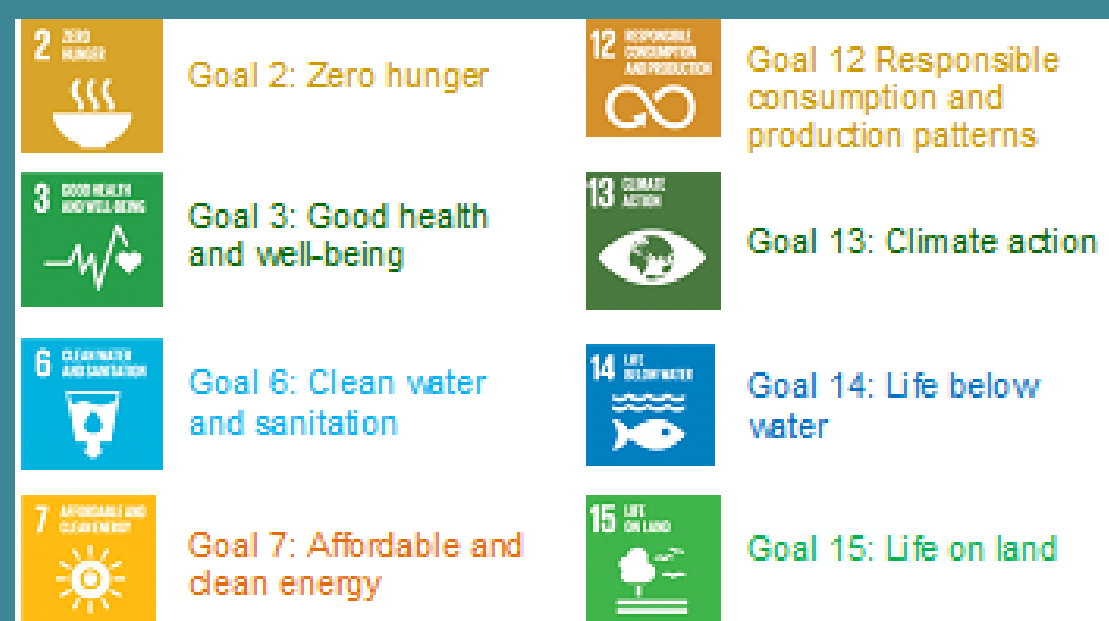 2 ZERO
HUNGER
Goal 2: Zero hunger
3 GOOD HEALTH
AND WELL-BEING
Goal 3: Good health
and well-being
6 CLEAN WATER
AND SANITATION
Goal 6: Clean water
and sanitation
7 AFFORDABLE AND
CLEAN ENERGY
Goal 7: Affordable and
clean energy
12 RESPONSIBLE
CONSUMPTION
AND PRODUCTION
Goal 12 Responsible
consumption and
production patterns
13 CLIMATE
ACTION
Goal 13: Climate action
14 LIFE
BELOW WATER
Goal 14: Life below
water
15 LIFE
ON LAND
Goal 15: Life on land